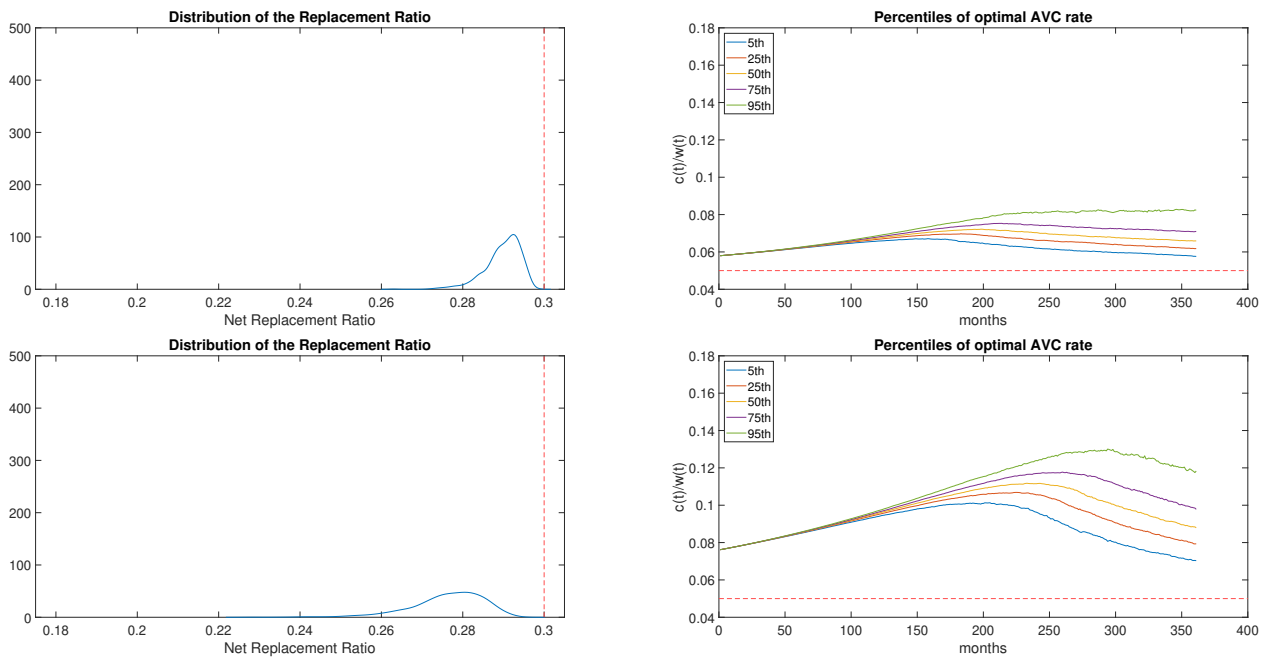 Distribution of the Replacement Ratio
500
400
300
200
100
0
0.18 0.2 0.22 0.24 0.26 0.28 0.3
Net Replacement Ratio
Percentiles of optimal AVC rate
5th
25th
50th
75th
95th
c(t)/w(t)
0.18
0.16
0.14
0.12
0.1
0.08
0.06
0.04
0 50 100 150 200 250 300 350 400
months
Distribution of the Replacement Ratio
500
400
300
200
100
0
0.18 0.2 0.22 0.24 0.26 0.28 0.3
Net Replacement Ratio
Percentiles of optimal AVC rate
5th
25th
50th
75th
95th
c(t)/w(t)
0.18
0.16
0.14
0.12
0.1
0.08
0.06
0.04
0 50 100 150 200 250 300 350 400
months